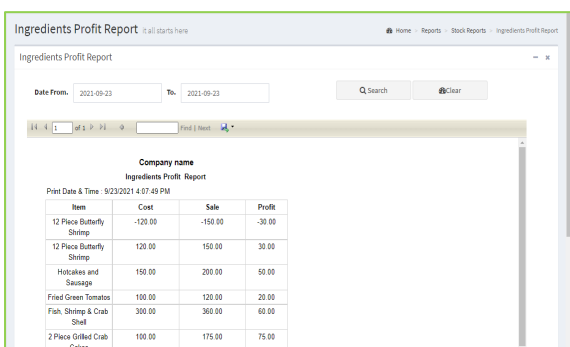 Ingredients Profit Report it all starts here
Home > Reports > Stock Reports > Ingredients Profit Report
Ingredients Profit Report
Date From. 2021-09-23 To. 2021-09-23 Search Clear
1 of 1 Find | Next
Company name
Ingredients Profit Report
Print Date & Time : 9/23/2021 4:07:49 PM
Item Cost Sale Profit
12 Piece Butterfly Shrimp -120.00 -150.00 -30.00
12 Piece Butterfly Shrimp 120.00 150.00 30.00
Hotcakes and Sausage 150.00 200.00 50.00
Fried Green Tomatos 100.00 120.00 20.00
Fish, Shrimp & Crab Shell 300.00 360.00 60.00
2 Piece Grilled Crab Cakes 100.00 175.00 75.00